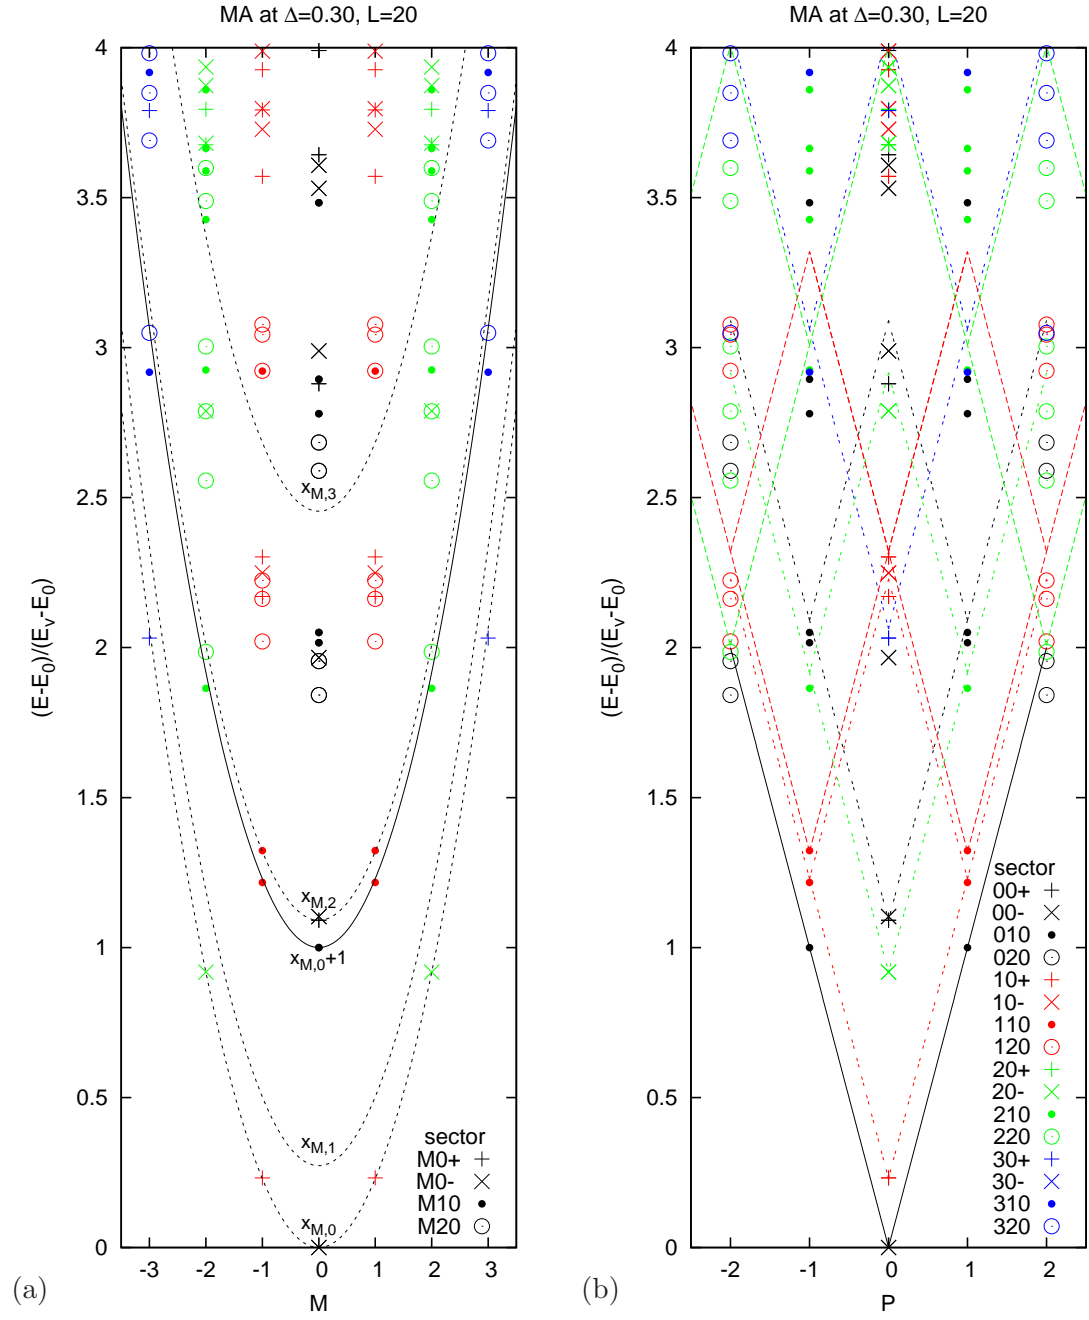 MA at Δ=0.30, L=20
4
3.5
3
2.5
2
1.5
1
0.5
0
(E-E0)/(Ev-E0)
xM,3
xM,2
xM,0+1
xM,1
xM,0
sector
M0+
M0-
M10
M20
-3 -2 -1 0 1 2 3
(a)
M
MA at Δ=0.30, L=20
4
3.5
3
2.5
2
1.5
1
0.5
0
(E-E0)/(Ev-E0)
sector
00+
00-
010
020
10+
10-
110
120
20+
20-
210
220
30+
30-
310
320
-2 -1 0 1 2
(b)
P